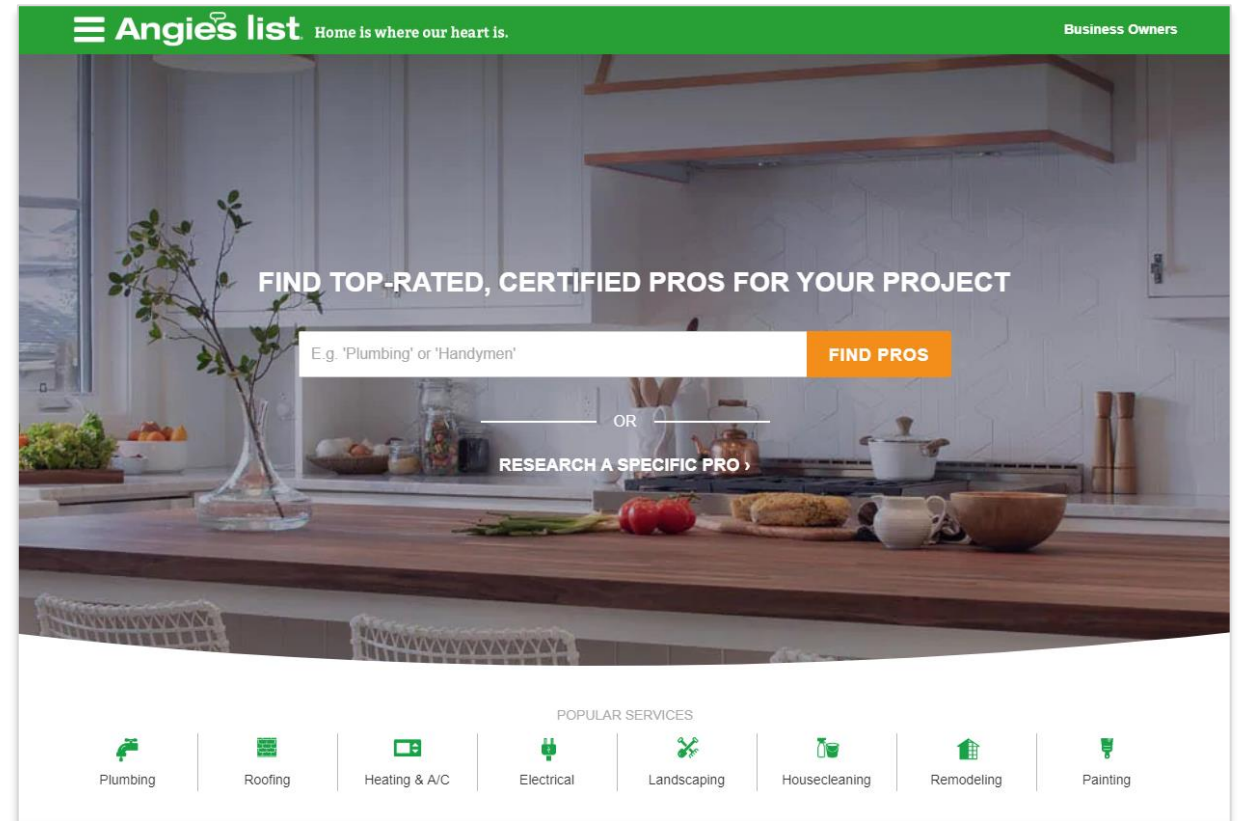 Angie's list. Home is where our heart is.
Business Owners
FIND TOP-RATED, CERTIFIED PROS FOR YOUR PROJECT
E.g. 'Plumbing' or 'Handymen'
FIND PROS
OR
RESEARCH A SPECIFIC PRO ›
POPULAR SERVICES
Plumbing
Roofing
Heating & A/C
Electrical
Landscaping
Housecleaning
Remodeling
Painting